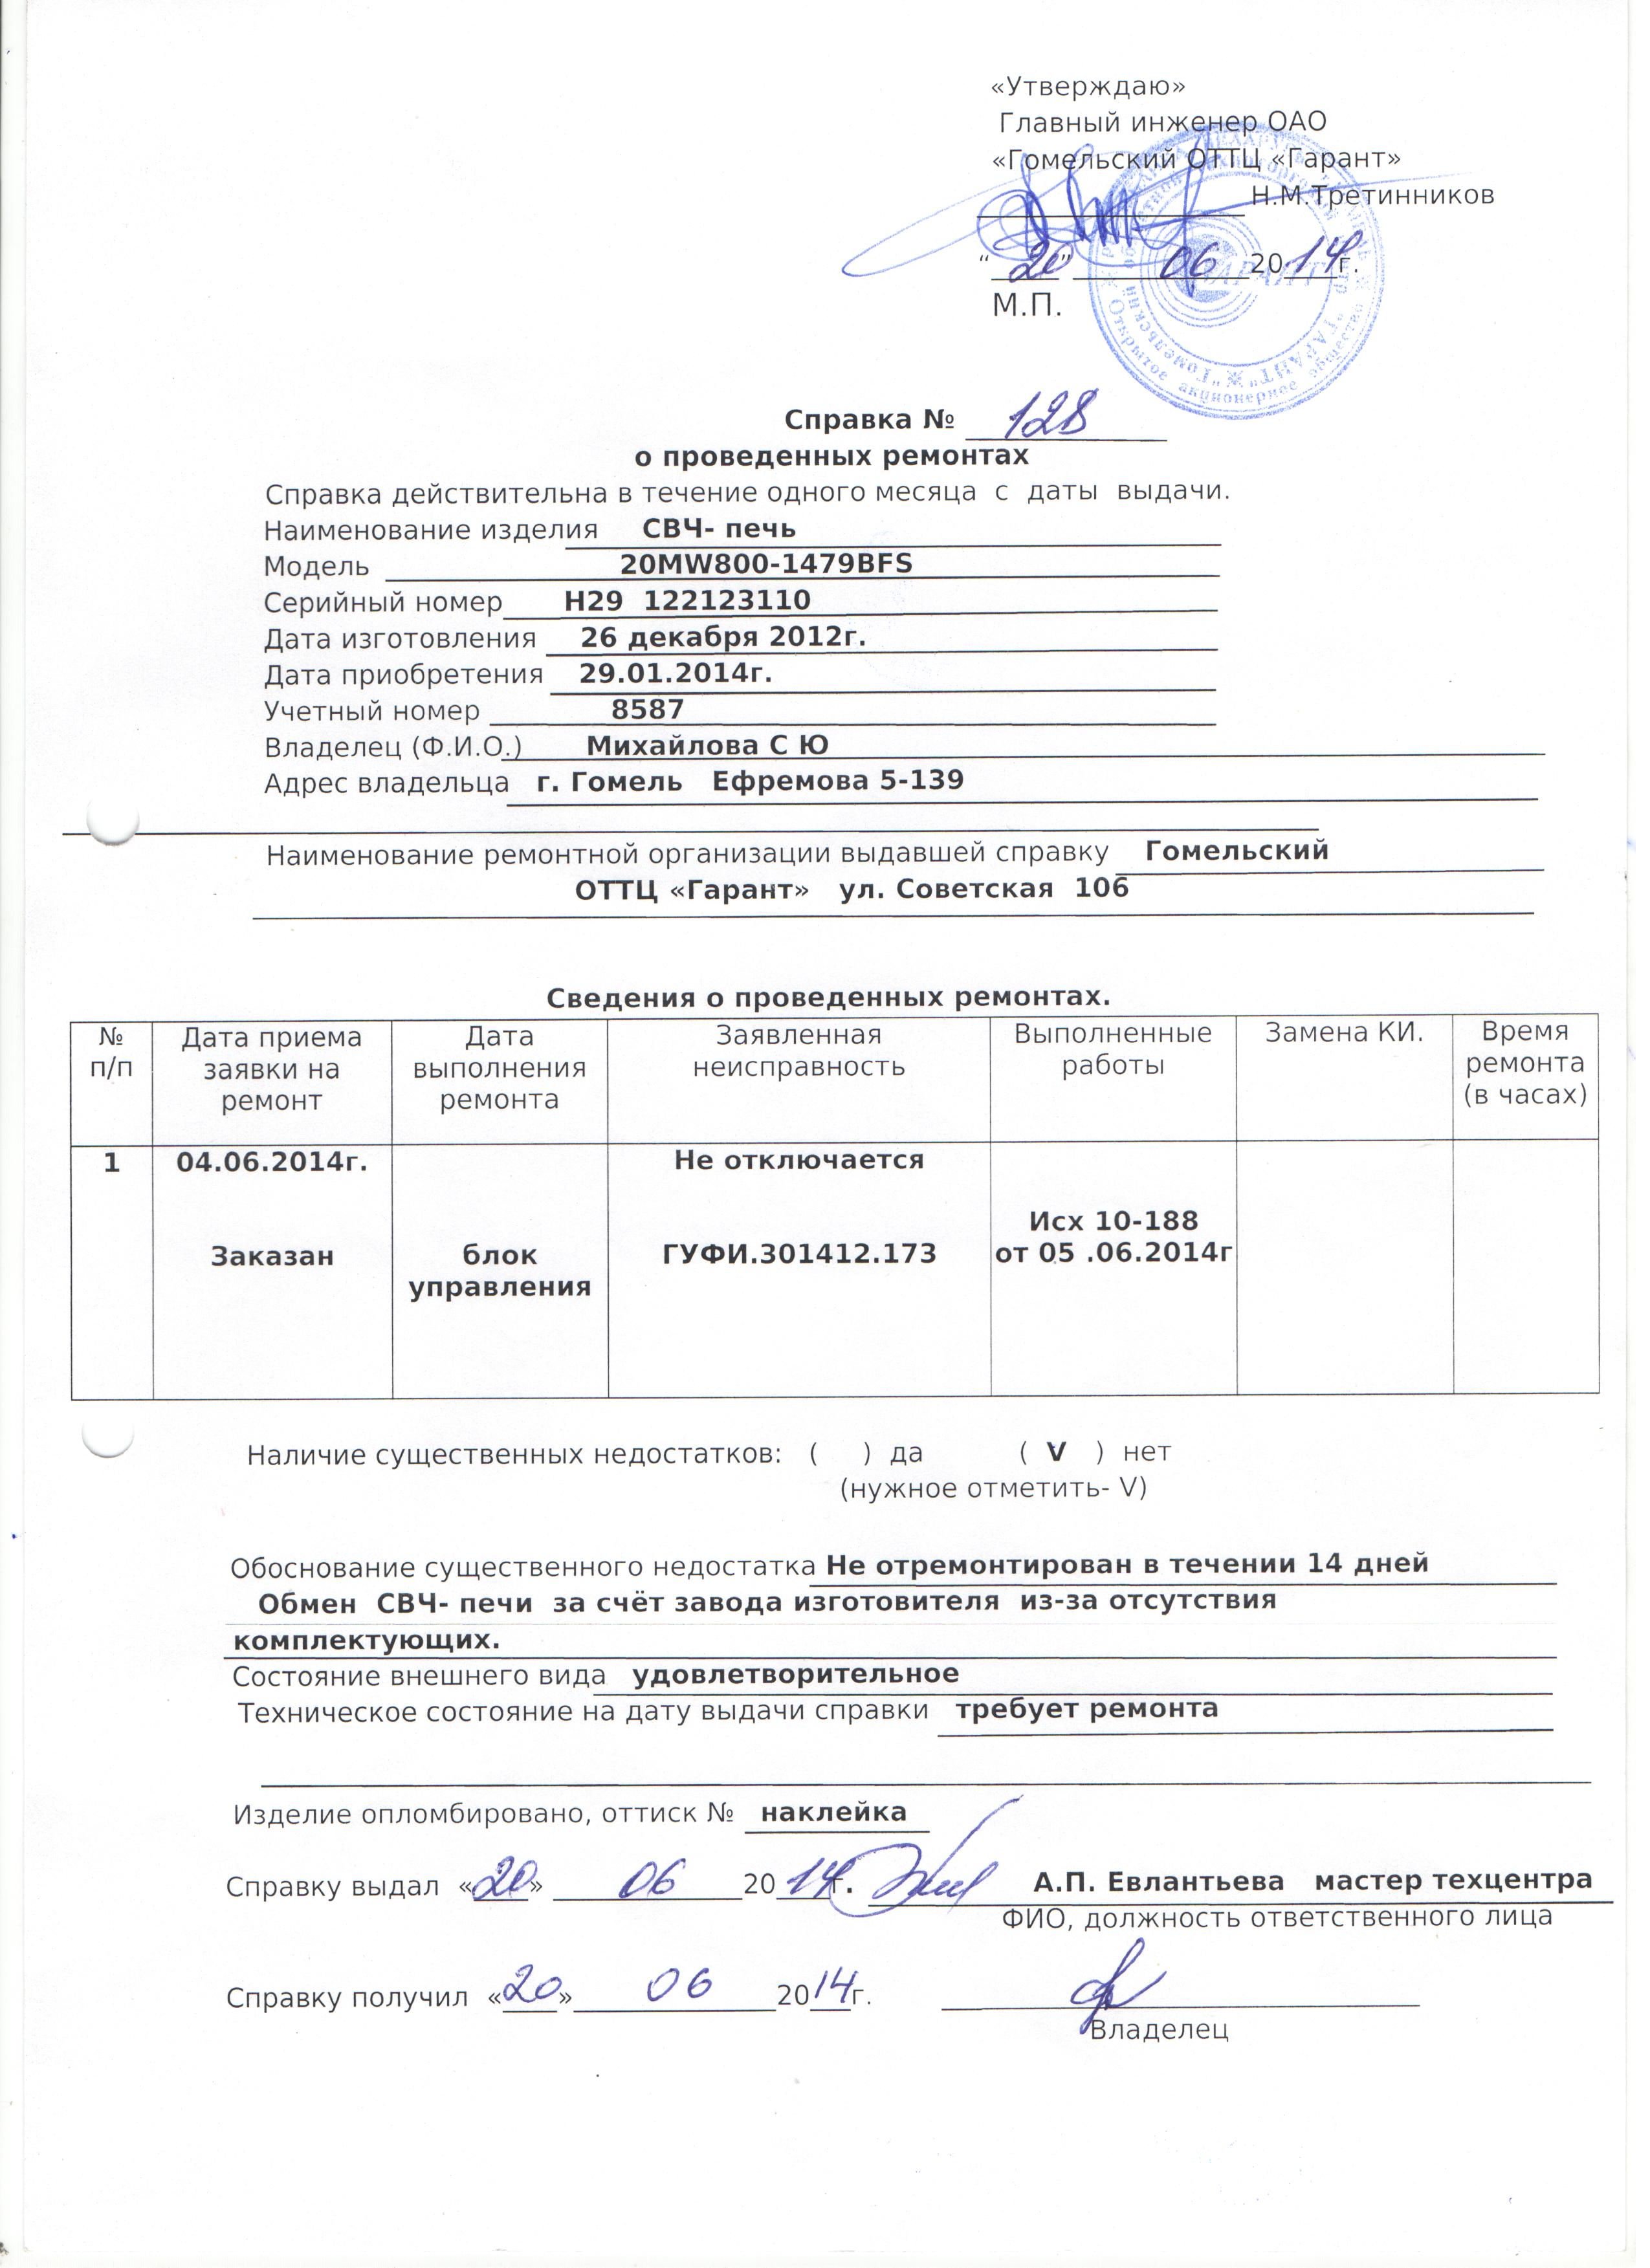 «Утверждаю»
Главный инженер ОАО
«Гомельский ОТТЦ «Гарант»
Н.М.Третинников
“ 20 ” 06 2014г.
М.П.
Открытое акционерное общество
"Гомельский
"ГАРАНТ"
Справка № 128
о проведенных ремонтах
Справка действительна в течение одного месяца с даты выдачи.
Наименование изделия СВЧ- печь
Модель 20MW800-1479BFS
Серийный номер Н29 122123110
Дата изготовления 26 декабря 2012г.
Дата приобретения 29.01.2014г.
Учетный номер 8587
Владелец (Ф.И.О.) Михайлова С Ю
Адрес владельца г. Гомель Ефремова 5-139
Наименование ремонтной организации выдавшей справку Гомельский
ОТТЦ «Гарант» ул. Советская 106
Сведения о проведенных ремонтах.
№ п/п Дата приема заявки на ремонт Дата выполнения ремонта Заявленная неисправность Выполненные работы Замена КИ. Время ремонта (в часах)
1 04.06.2014г. Не отключается
Исх 10-188
Заказан блок ГУФИ.301412.173 от 05 .06.2014г
управления
Наличие существенных недостатков: ( ) да ( V ) нет
(нужное отметить- V)
Обоснование существенного недостатка Не отремонтирован в течении 14 дней
Обмен СВЧ- печи за счёт завода изготовителя из-за отсутствия
комплектующих.
Состояние внешнего вида удовлетворительное
Техническое состояние на дату выдачи справки требует ремонта
Изделие опломбировано, оттиск № наклейка
Справку выдал «20» 06 2014г. А.П. Евлантьева мастер техцентра
ФИО, должность ответственного лица
Справку получил «20» 06 2014г.
Владелец